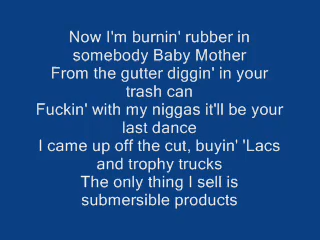 Now I'm burnin' rubber in
somebody Baby Mother
From the gutter diggin' in your
trash can
Fuckin' with my niggas it'll be your
last dance
I came up off the cut, buyin' 'Lacs
and trophy trucks
The only thing I sell is
submersible products